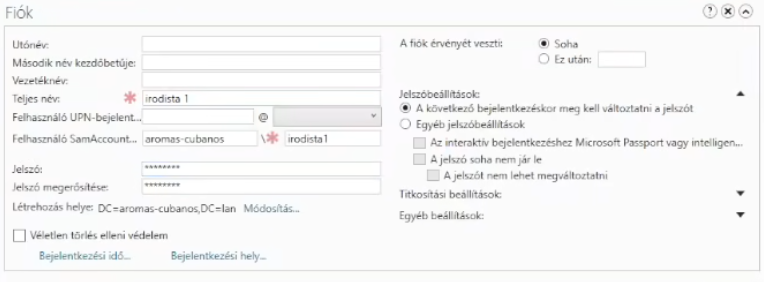 Fiók
Utónév:
Második név kezdőbetűje:
Vezetéknév:
Teljes név: * irodista 1
Felhasználó UPN-bejelent... @
Felhasználó SamAccount... aromas-cubanos \* irodista1
Jelszó: ********
Jelszó megerősítése: ********
Létrehozás helye: DC=aromas-cubanos,DC=lan Módosítás...
Véletlen törlés elleni védelem
Bejelentkezési idő... Bejelentkezési hely...
A fiók érvényét veszti: Soha
Ez után:
Jelszóbeállítások:
A következő bejelentkezéskor meg kell változtatni a jelszót
Egyéb jelszóbeállítások
Az interaktív bejelentkezéshez Microsoft Passport vagy intelligen...
A jelszó soha nem jár le
A jelszót nem lehet megváltoztatni
Titkosítási beállítások:
Egyéb beállítások: